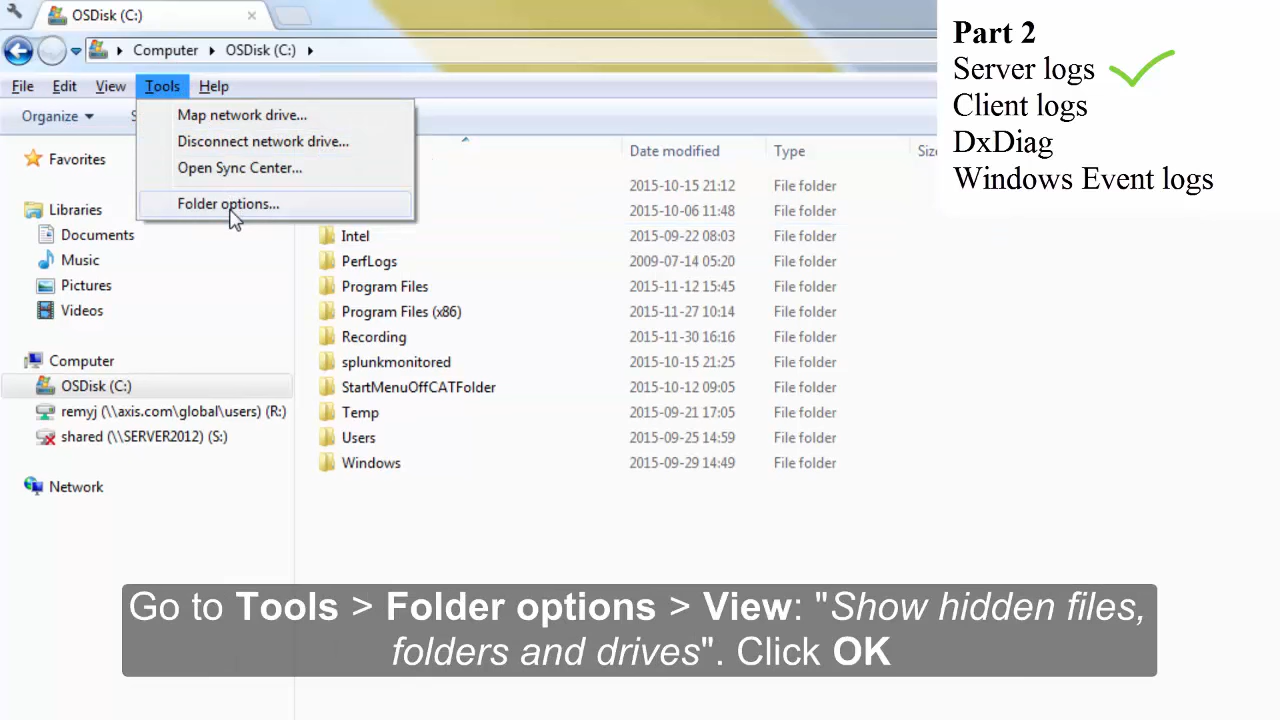 OSDisk (C:)
Computer OSDisk (C:)
File Edit View Tools Help
Organize
Map network drive...
Disconnect network drive...
Open Sync Center...
Folder options...
Favorites
Libraries
Documents
Music
Pictures
Videos
Computer
OSDisk (C:)
remyj (\\axis.com\global\users) (R:)
shared (\\SERVER2012) (S:)
Network
Date modified Type
2015-10-15 21:12 File folder
2015-10-06 11:48 File folder
Intel 2015-09-22 08:03 File folder
PerfLogs 2009-07-14 05:20 File folder
Program Files 2015-11-12 15:45 File folder
Program Files (x86) 2015-11-27 10:14 File folder
Recording 2015-11-30 16:16 File folder
splunkmonitored 2015-10-15 21:25 File folder
StartMenuOffCATFolder 2015-10-12 09:05 File folder
Temp 2015-09-21 17:05 File folder
Users 2015-09-25 14:59 File folder
Windows 2015-09-29 14:49 File folder
Part 2
Server logs
Client logs
DxDiag
Windows Event logs
Go to Tools > Folder options > View: "Show hidden files,
folders and drives". Click OK